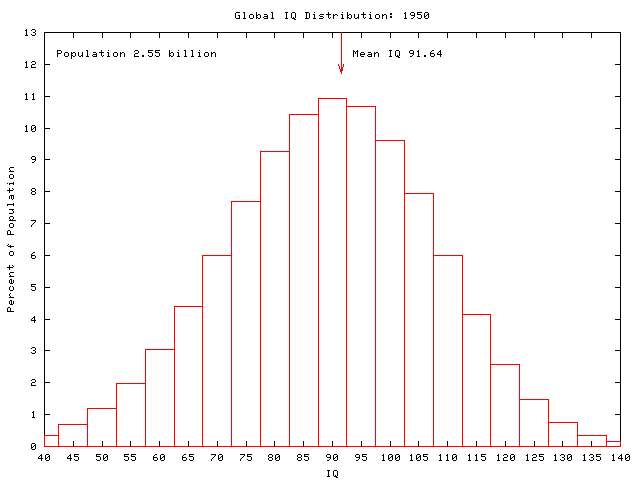 Global IQ Distribution: 1950
Population 2.55 billion
Mean IQ 91.64
Percent of Population
13
12
11
10
9
8
7
6
5
4
3
2
1
0
40 45 50 55 60 65 70 75 80 85 90 95 100 105 110 115 120 125 130 135 140
IQ